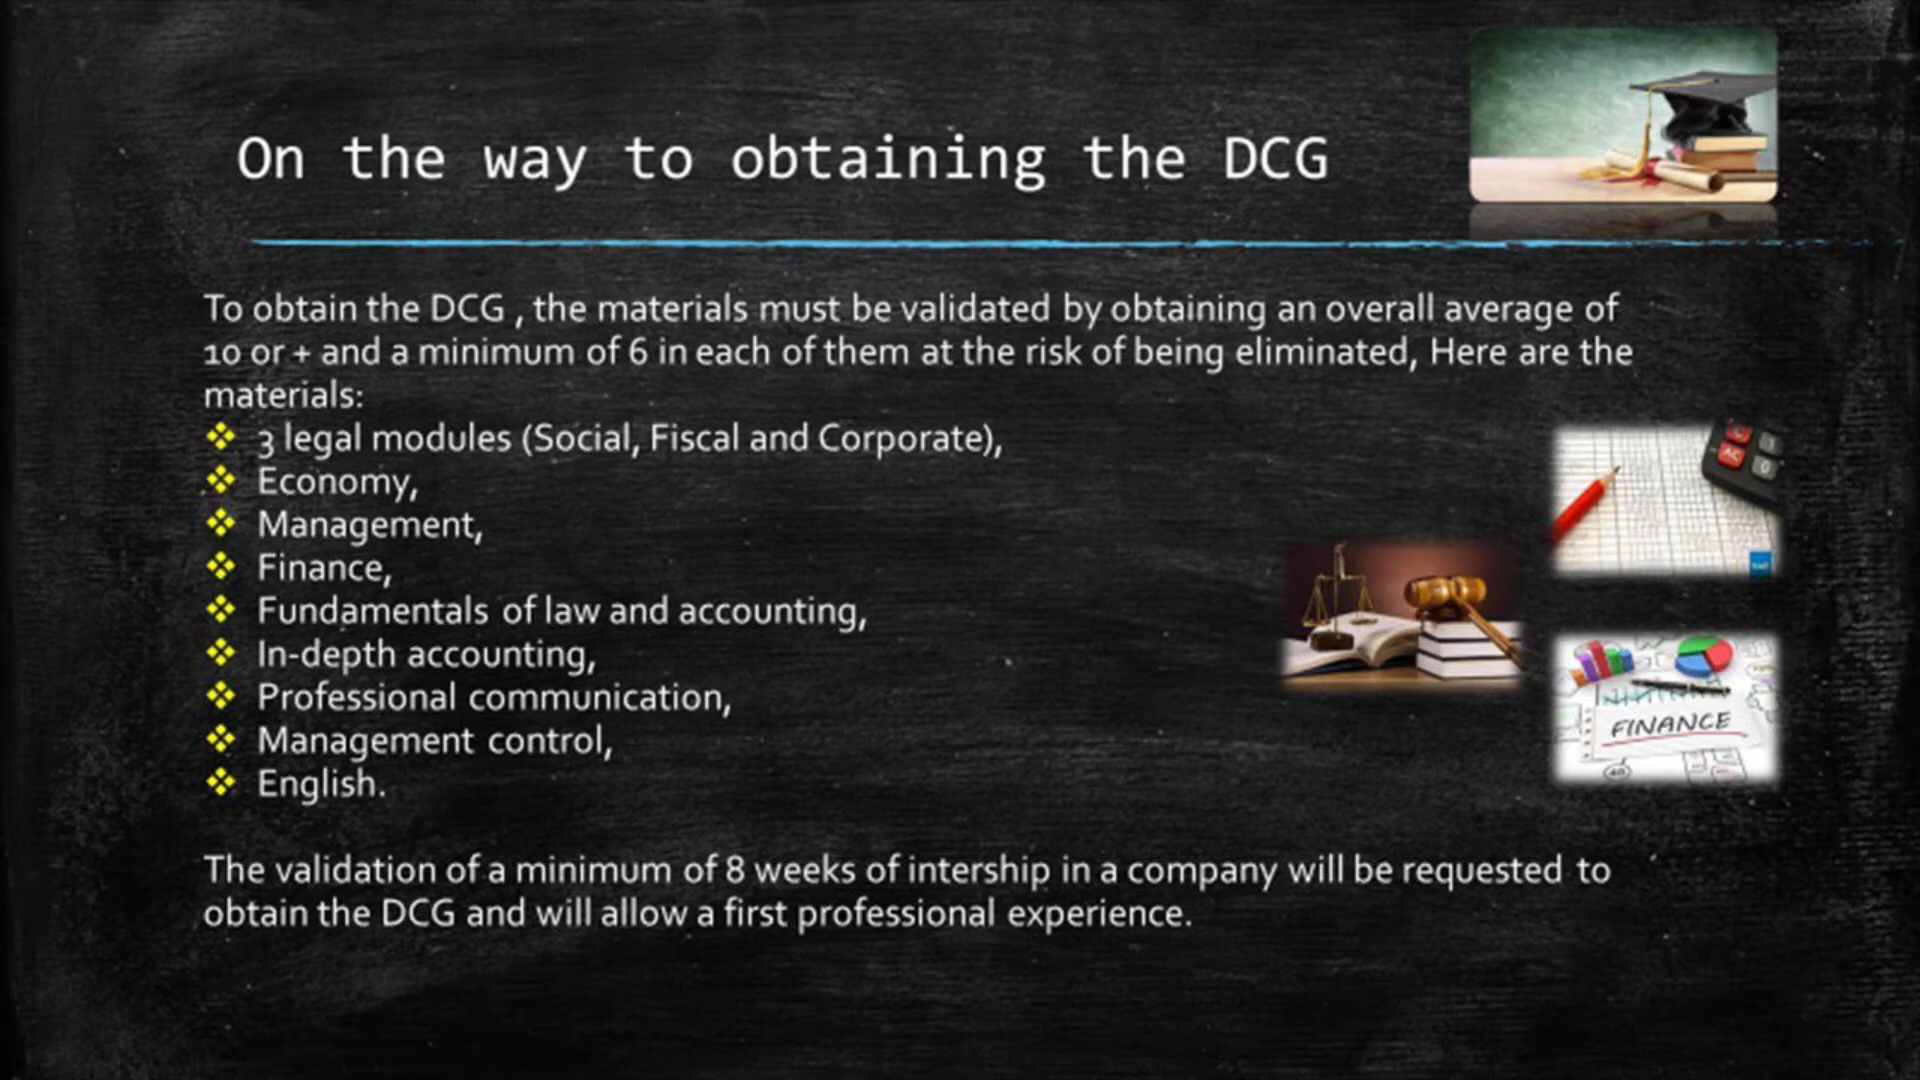 On the way to obtaining the DCG
To obtain the DCG , the materials must be validated by obtaining an overall average of
10 or + and a minimum of 6 in each of them at the risk of being eliminated, Here are the
materials:
❖ 3 legal modules (Social, Fiscal and Corporate),
❖ Economy,
❖ Management,
❖ Finance,
❖ Fundamentals of law and accounting,
❖ In-depth accounting,
❖ Professional communication,
❖ Management control,
❖ English.
The validation of a minimum of 8 weeks of intership in a company will be requested to
obtain the DCG and will allow a first professional experience.
C
AC
0
FINANCE